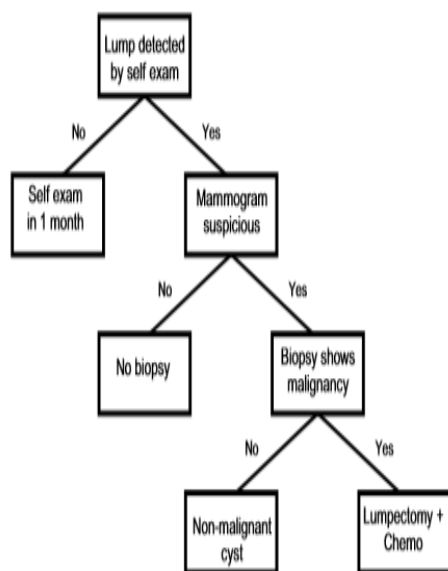 Lump detected
by self exam
No
Yes
Self exam
in 1 month
Mammogram
suspicious
No
Yes
No biopsy
Biopsy shows
malignancy
No
Yes
Non-malignant
cyst
Lumpectomy +
Chemo